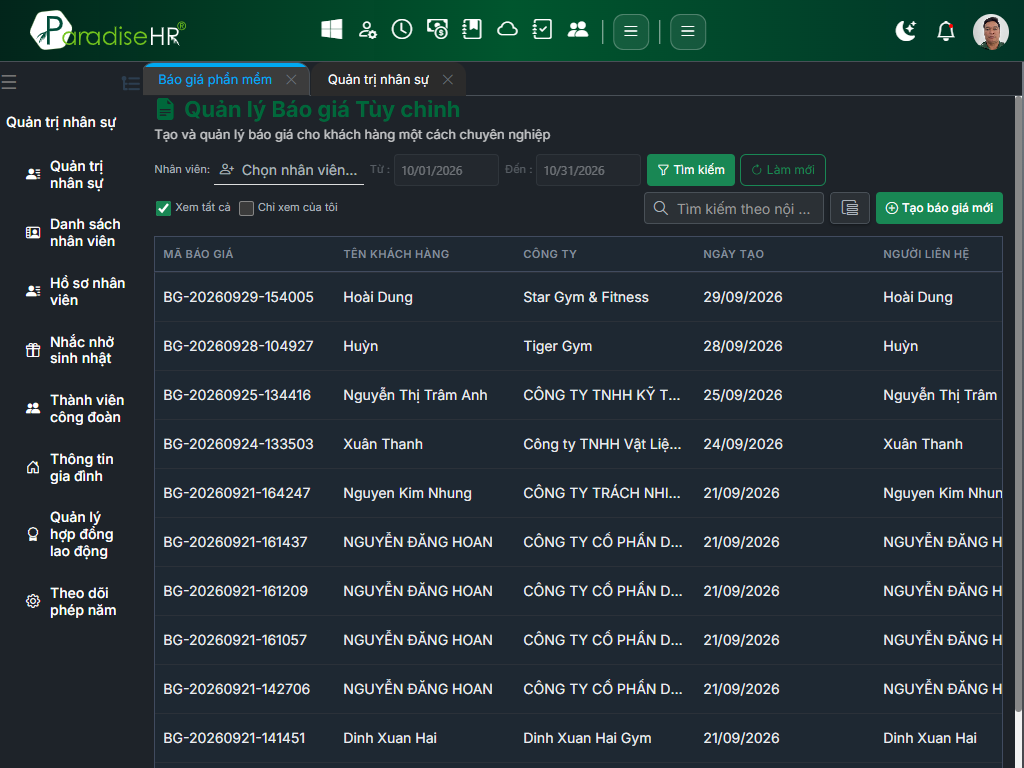 ParadiseHR®
Báo giá phần mềm
Quản trị nhân sự
Quản trị nhân sự
Quản trị
nhân sự
Danh sách
nhân viên
Hồ sơ nhân
viên
Nhắc nhở
sinh nhật
Thành viên
công đoàn
Thông tin
gia đình
Quản lý
hợp đồng
lao động
Theo dõi
phép năm
Quản lý Báo giá Tùy chỉnh
Tạo và quản lý báo giá cho khách hàng một cách chuyên nghiệp
Nhân viên: Chọn nhân viên... Từ : 10/01/2026 Đến : 10/31/2026 Tìm kiếm Làm mới
Xem tất cả Chỉ xem của tôi Tìm kiếm theo nội ... Tạo báo giá mới
MÃ BÁO GIÁ TÊN KHÁCH HÀNG CÔNG TY NGÀY TẠO NGƯỜI LIÊN HỆ
BG-20260929-154005 Hoài Dung Star Gym & Fitness 29/09/2026 Hoài Dung
BG-20260928-104927 Huỳn Tiger Gym 28/09/2026 Huỳn
BG-20260925-134416 Nguyễn Thị Trâm Anh CÔNG TY TNHH KỸ T... 25/09/2026 Nguyễn Thị Trâm
BG-20260924-133503 Xuân Thanh Công ty TNHH Vật Liệ... 24/09/2026 Xuân Thanh
BG-20260921-164247 Nguyen Kim Nhung CÔNG TY TRÁCH NHI... 21/09/2026 Nguyen Kim Nhun
BG-20260921-161437 NGUYỄN ĐĂNG HOAN CÔNG TY CỔ PHẦN D... 21/09/2026 NGUYỄN ĐĂNG H
BG-20260921-161209 NGUYỄN ĐĂNG HOAN CÔNG TY CỔ PHẦN D... 21/09/2026 NGUYỄN ĐĂNG H
BG-20260921-161057 NGUYỄN ĐĂNG HOAN CÔNG TY CỔ PHẦN D... 21/09/2026 NGUYỄN ĐĂNG H
BG-20260921-142706 NGUYỄN ĐĂNG HOAN CÔNG TY CỔ PHẦN D... 21/09/2026 NGUYỄN ĐĂNG H
BG-20260921-141451 Dinh Xuan Hai Dinh Xuan Hai Gym 21/09/2026 Dinh Xuan Hai